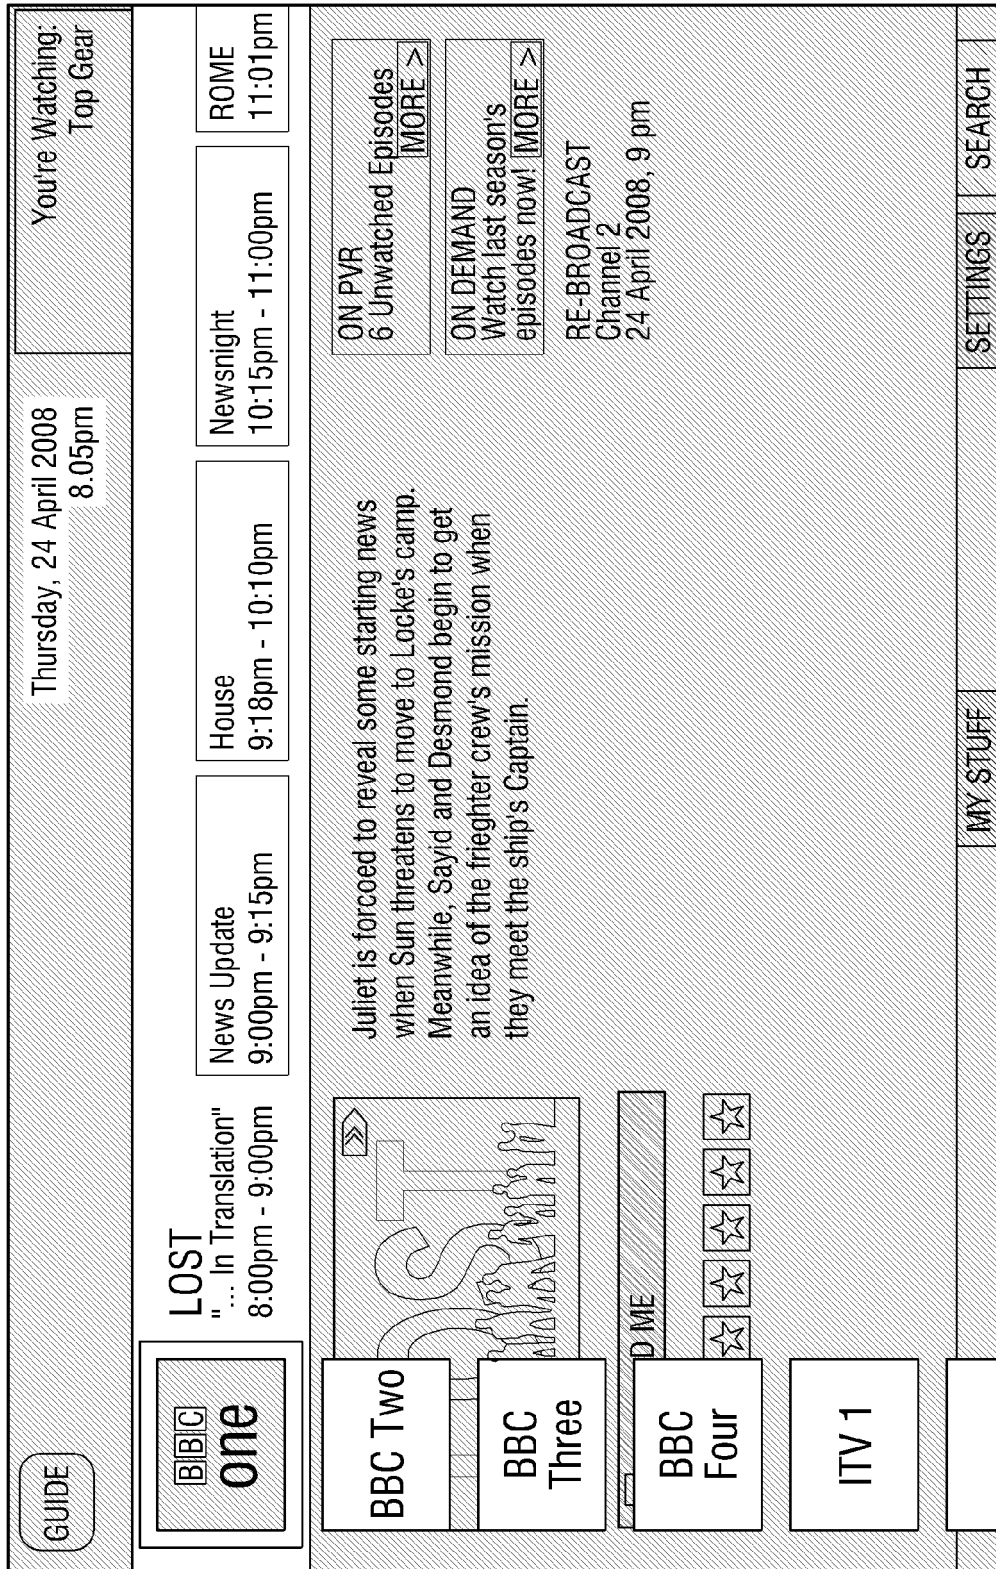 GUIDE
Thursday, 24 April 2008
8.05pm
You're Watching:
Top Gear
BBC
one
LOST
"... In Translation"
8:00pm - 9:00pm
News Update
9:00pm - 9:15pm
House
9:18pm - 10:10pm
Newsnight
10:15pm - 11:00pm
ROME
11:01pm
BBC Two
BBC
Three
BBC
Four
ITV 1
OST
D ME
Juliet is forcoed to reveal some starting news
when Sun threatens to move to Locke's camp.
Meanwhile, Sayid and Desmond begin to get
an idea of the frieghter crew's mission when
they meet the ship's Captain.
ON PVR
6 Unwatched Episodes
MORE >
ON DEMAND
Watch last season's
episodes now! MORE >
RE-BROADCAST
Channel 2
24 April 2008, 9 pm
MY STUFF
SETTINGS
SEARCH